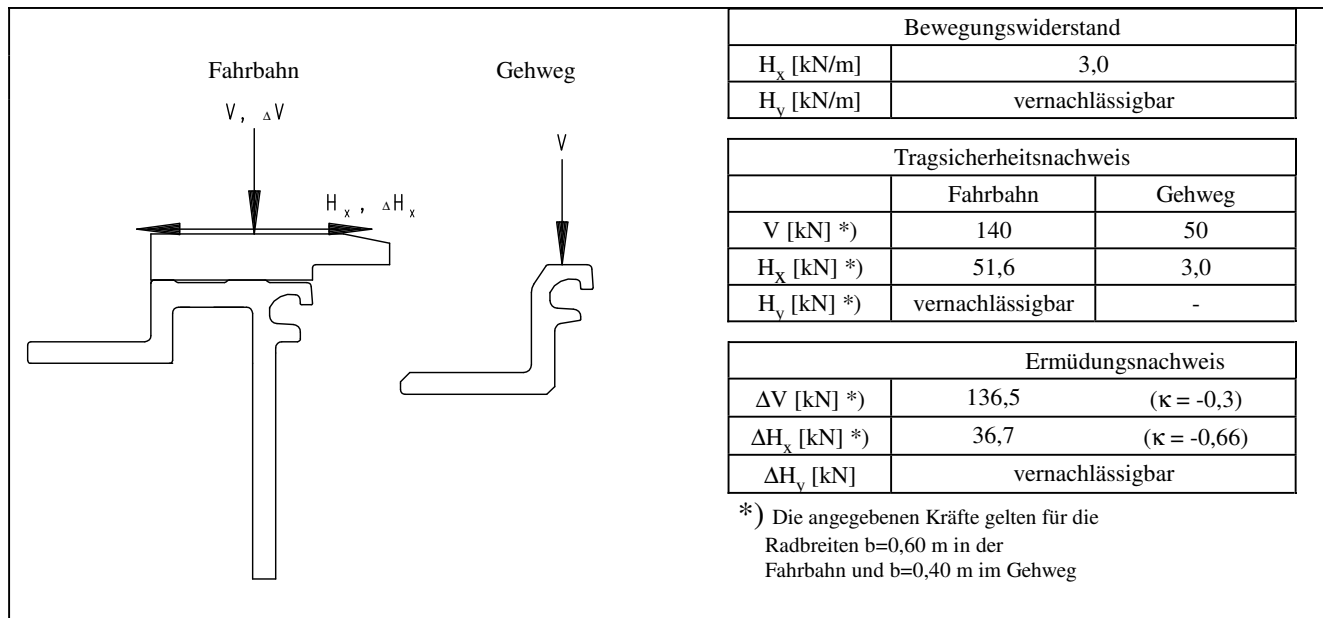 Fahrbahn Gehweg
V, ΔV
V
H_x, ΔH_x
Bewegungswiderstand
H_x [kN/m] 3,0
H_y [kN/m] vernachlässigbar
Tragsicherheitsnachweis
Fahrbahn Gehweg
V [kN] *) 140 50
H_X [kN] *) 51,6 3,0
H_y [kN] *) vernachlässigbar -
Ermüdungsnachweis
ΔV [kN] *) 136,5 (κ = -0,3)
ΔH_x [kN] *) 36,7 (κ = -0,66)
ΔH_y [kN] vernachlässigbar
*) Die angegebenen Kräfte gelten für die
Radbreiten b=0,60 m in der
Fahrbahn und b=0,40 m im Gehweg